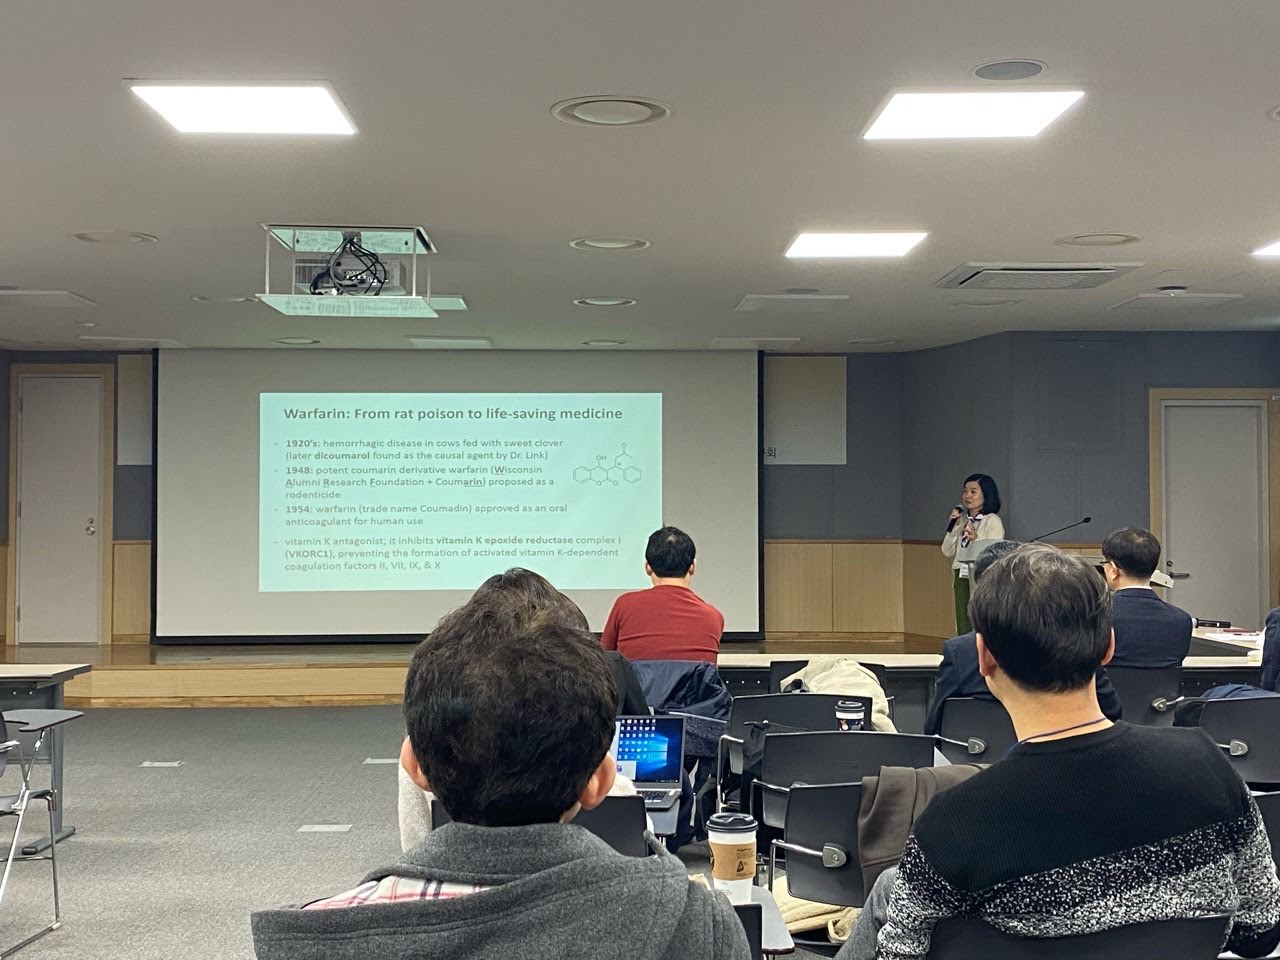 Warfarin: From rat poison to life-saving medicine
- 1920's: hemorrhagic disease in cows fed with sweet clover
(later dicoumarol found as the causal agent by Dr. Link)
- 1948: potent coumarin derivative warfarin (Wisconsin
Alumni Research Foundation + Coumarin) proposed as a
rodenticide
- 1954: warfarin (trade name Coumadin) approved as an oral
anticoagulant for human use
- vitamin K antagonist; it inhibits vitamin K epoxide reductase complex I
(VKORC1), preventing the formation of activated vitamin K-dependent
coagulation factors II, VII, IX, & X
OH
O
O
O
회